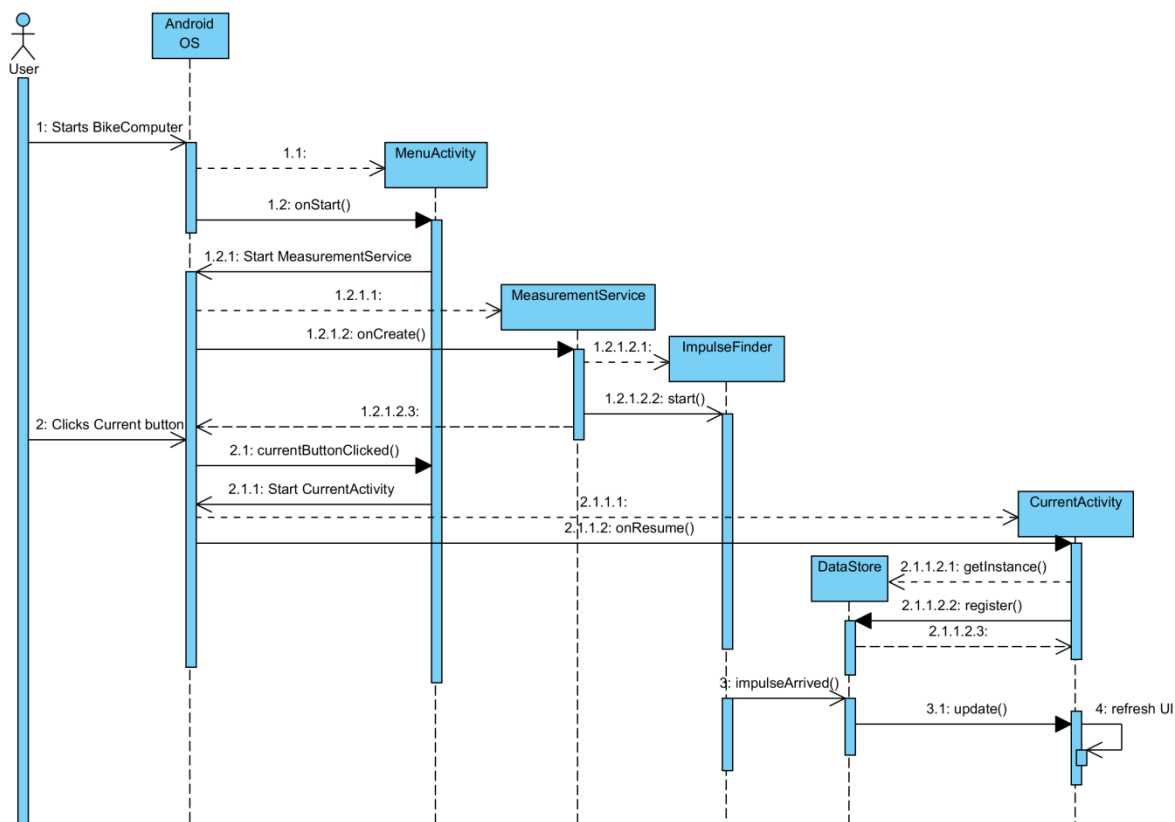 Android
OS
User
1: Starts BikeComputer
1.1:
MenuActivity
1.2: onStart()
1.2.1: Start MeasurementService
1.2.1.1:
MeasurementService
1.2.1.2: onCreate()
1.2.1.2.1:
ImpulseFinder
1.2.1.2.2: start()
1.2.1.2.3:
2: Clicks Current button
2.1: currentButtonClicked()
2.1.1: Start CurrentActivity
2.1.1.1:
CurrentActivity
2.1.1.2: onResume()
DataStore
2.1.1.2.1: getInstance()
2.1.1.2.2: register()
2.1.1.2.3:
3: impulseArrived()
3.1: update()
4: refresh UI